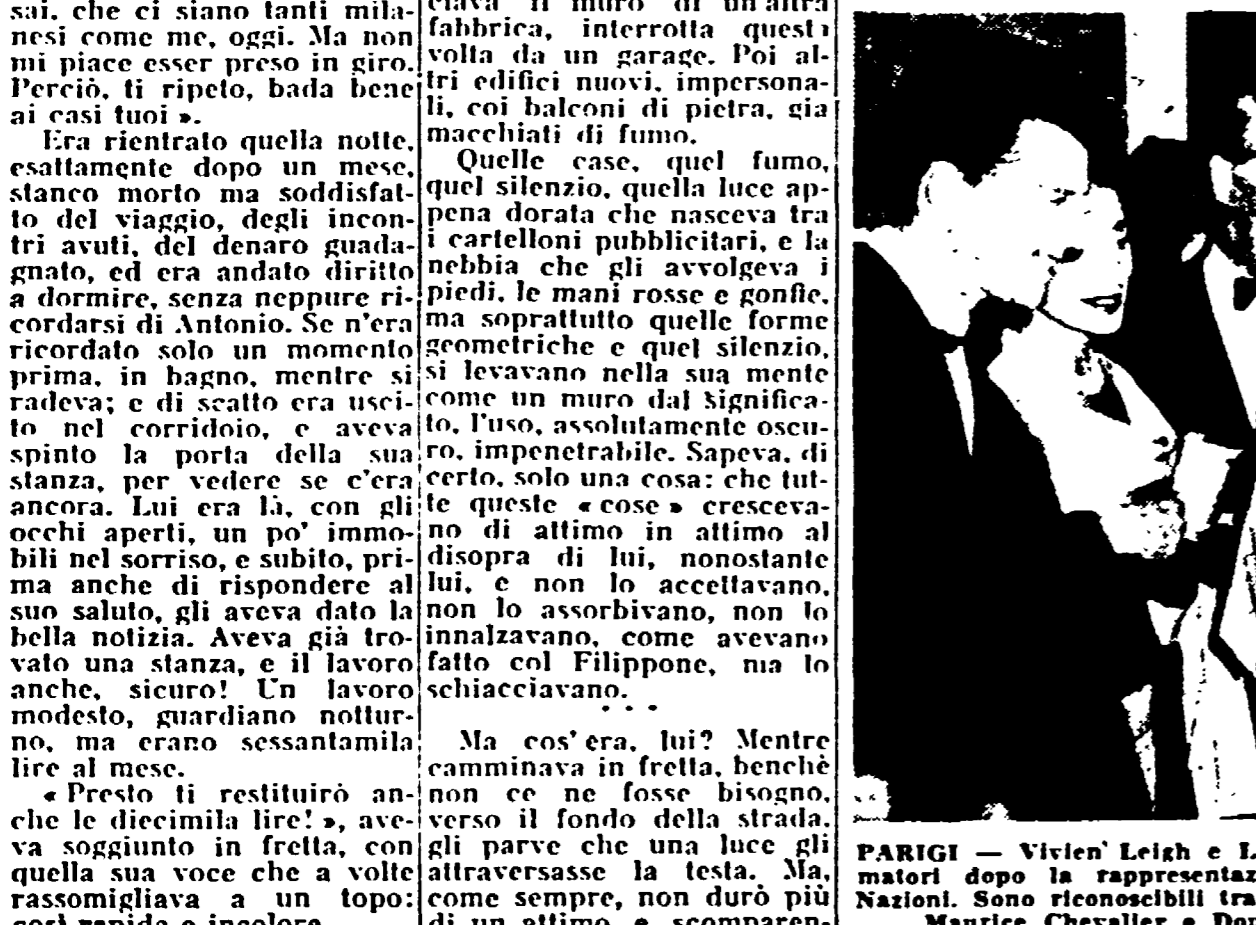 sai, che ci siano tanti mila-
nesi come me, oggi. Ma non
mi piace esser preso in giro.
Perciò, ti ripeto, bada bene
ai casi tuoi ».
Era rientrato quella notte,
esattamente dopo un mese,
stanco morto ma soddisfat-
to del viaggio, degli incon-
tri avuti, del denaro guada-
gnato, ed era andato diritto
a dormire, senza neppure ri-
cordarsi di Antonio. Se n'era
ricordato solo un momento
prima, in bagno, mentre si
radeva; e di scatto era usci-
to nel corridoio, e aveva
spinto la porta della sua
stanza, per vedere se c'era
ancora. Lui era là, con gli
occhi aperti, un po' immo-
bili nel sorriso, e subito, pri-
ma anche di rispondere al
suo saluto, gli aveva dato la
bella notizia. Aveva già tro-
vato una stanza, e il lavoro
anche, sicuro! Un lavoro
modesto, guardiano nottur-
no, ma erano sessantamila
lire al mese.
« Presto ti restituirò an-
che le diecimila lire! », ave-
va soggiunto in fretta, con
quella sua voce che a volte
rassomigliava a un topo:
così rapida e incolore
ciava il muro di un'altra
fabbrica, interrotta questa
volta da un garage. Poi al-
tri edifici nuovi, impersona-
li, coi balconi di pietra, gia
macchiati di fumo.
Quelle case, quel fumo,
quel silenzio, quella luce ap-
pena dorata che nasceva tra
i cartelloni pubblicitari, e la
nebbia che gli avvolgeva i
piedi, le mani rosse e gonfie,
ma soprattutto quelle forme
geometriche e quel silenzio,
si levavano nella sua mente
come un muro dal significa-
to, l'uso, assolutamente oscu-
ro, impenetrabile. Sapeva, di
certo, solo una cosa: che tut-
te queste « cose » cresceva-
no di attimo in attimo al
disopra di lui, nonostante
lui, e non lo accettavano,
non lo assorbivano, non lo
innalzavano, come avevano
fatto col Filippone, ma lo
schiacciavano.
. . .
Ma cos'era, lui? Mentre
camminava in fretta, benchè
non ce ne fosse bisogno,
verso il fondo della strada,
gli parve che una luce gli
attraversasse la testa. Ma,
come sempre, non durò più
di un attimo e scomparen-
PARIGI — Vivien' Leigh e L
matori dopo la rappresentaz
Nazioni. Sono riconoscibili tra
Maurice Chevalier e Dor